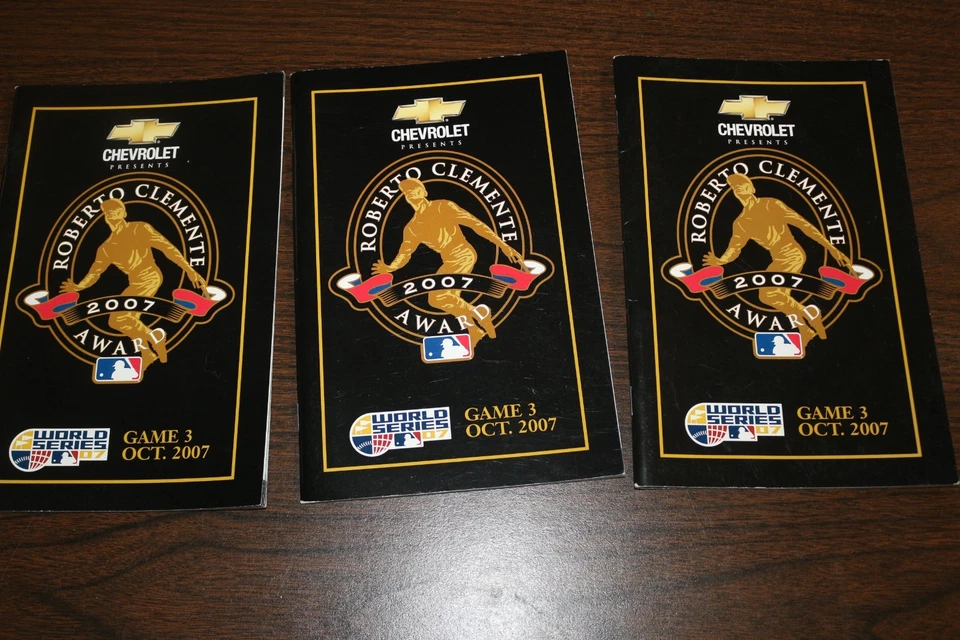 CHEVROLET
PRESENTS
ROBERTO CLEMENTE
2007
AWARD
WORLD
SERIES
07
GAME 3
OCT. 2007
CHEVROLET
PRESENTS
ROBERTO CLEMENTE
2007
AWARD
WORLD
SERIES
07
GAME 3
OCT. 2007
CHEVROLET
PRESENTS
ROBERTO CLEMENTE
2007
AWARD
WORLD
SERIES
07
GAME 3
OCT. 2007